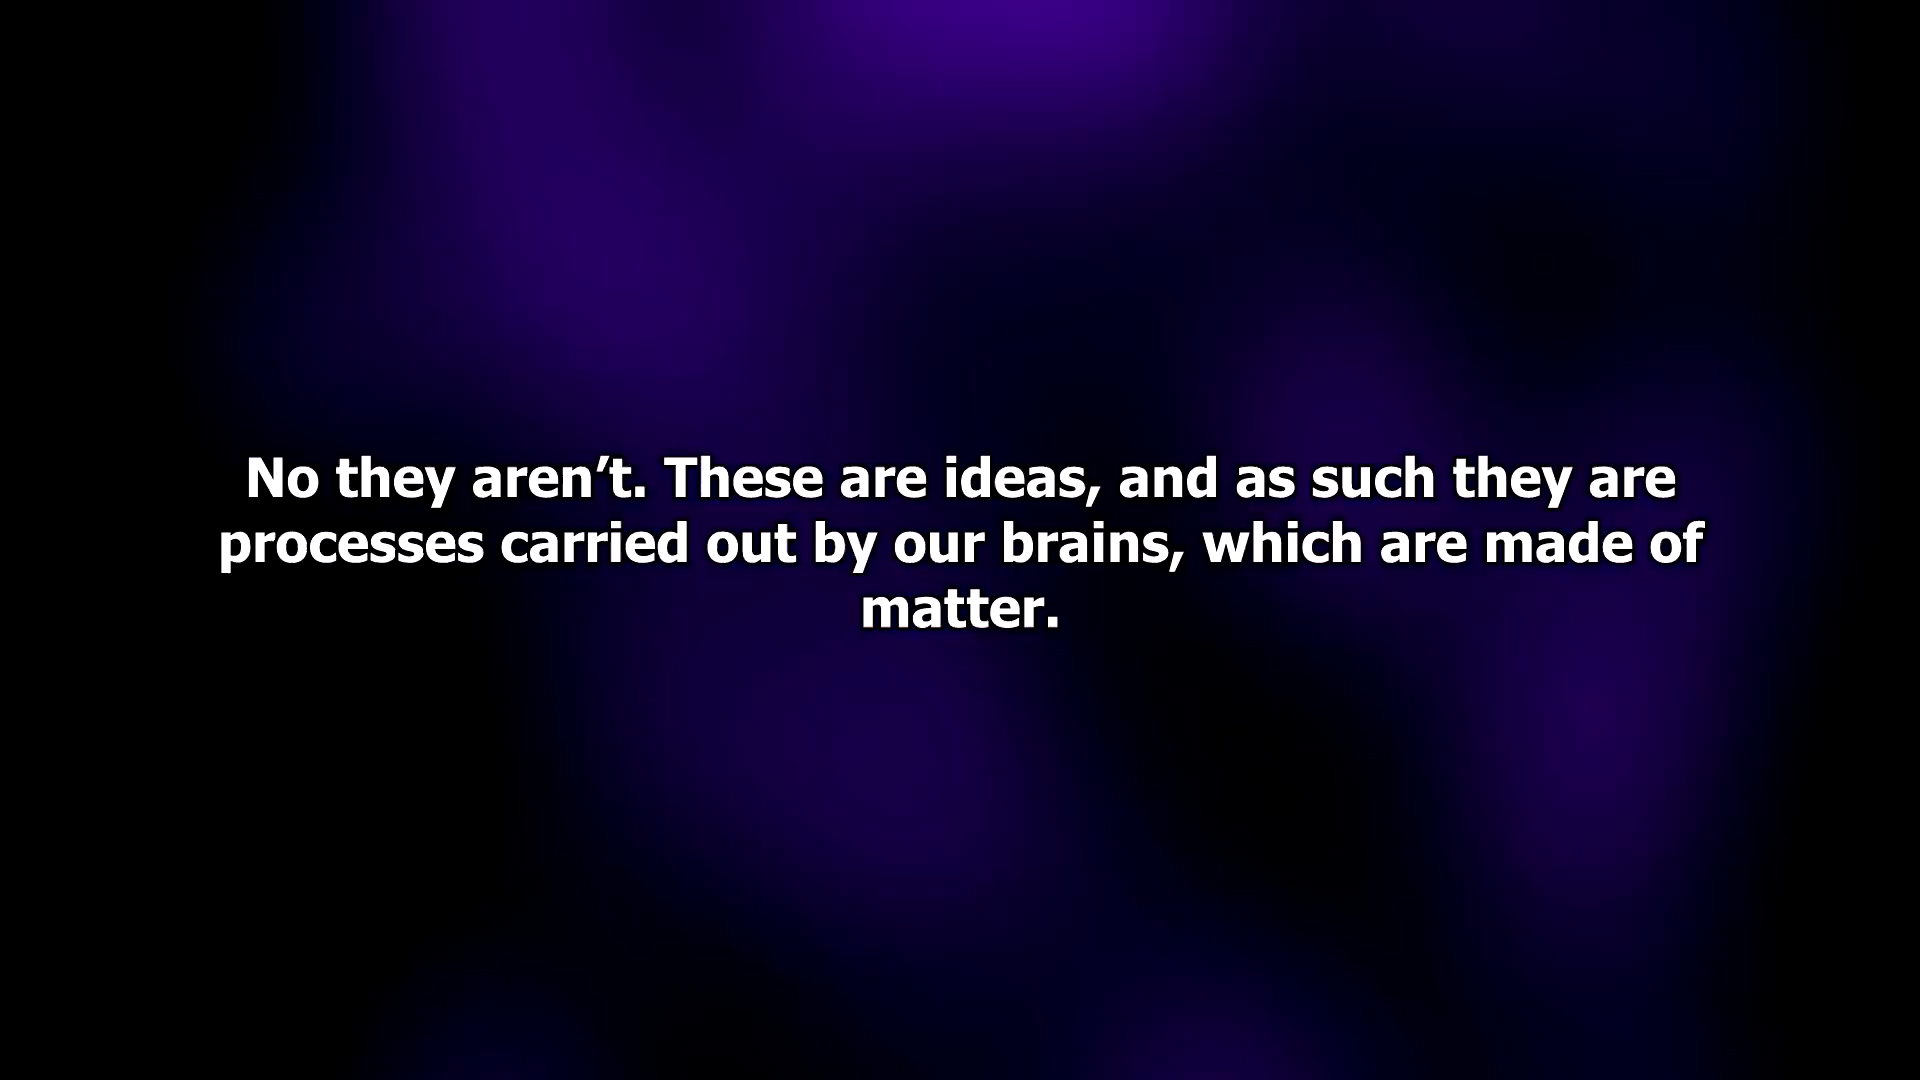 No they aren’t. These are ideas, and as such they are
processes carried out by our brains, which are made of
matter.